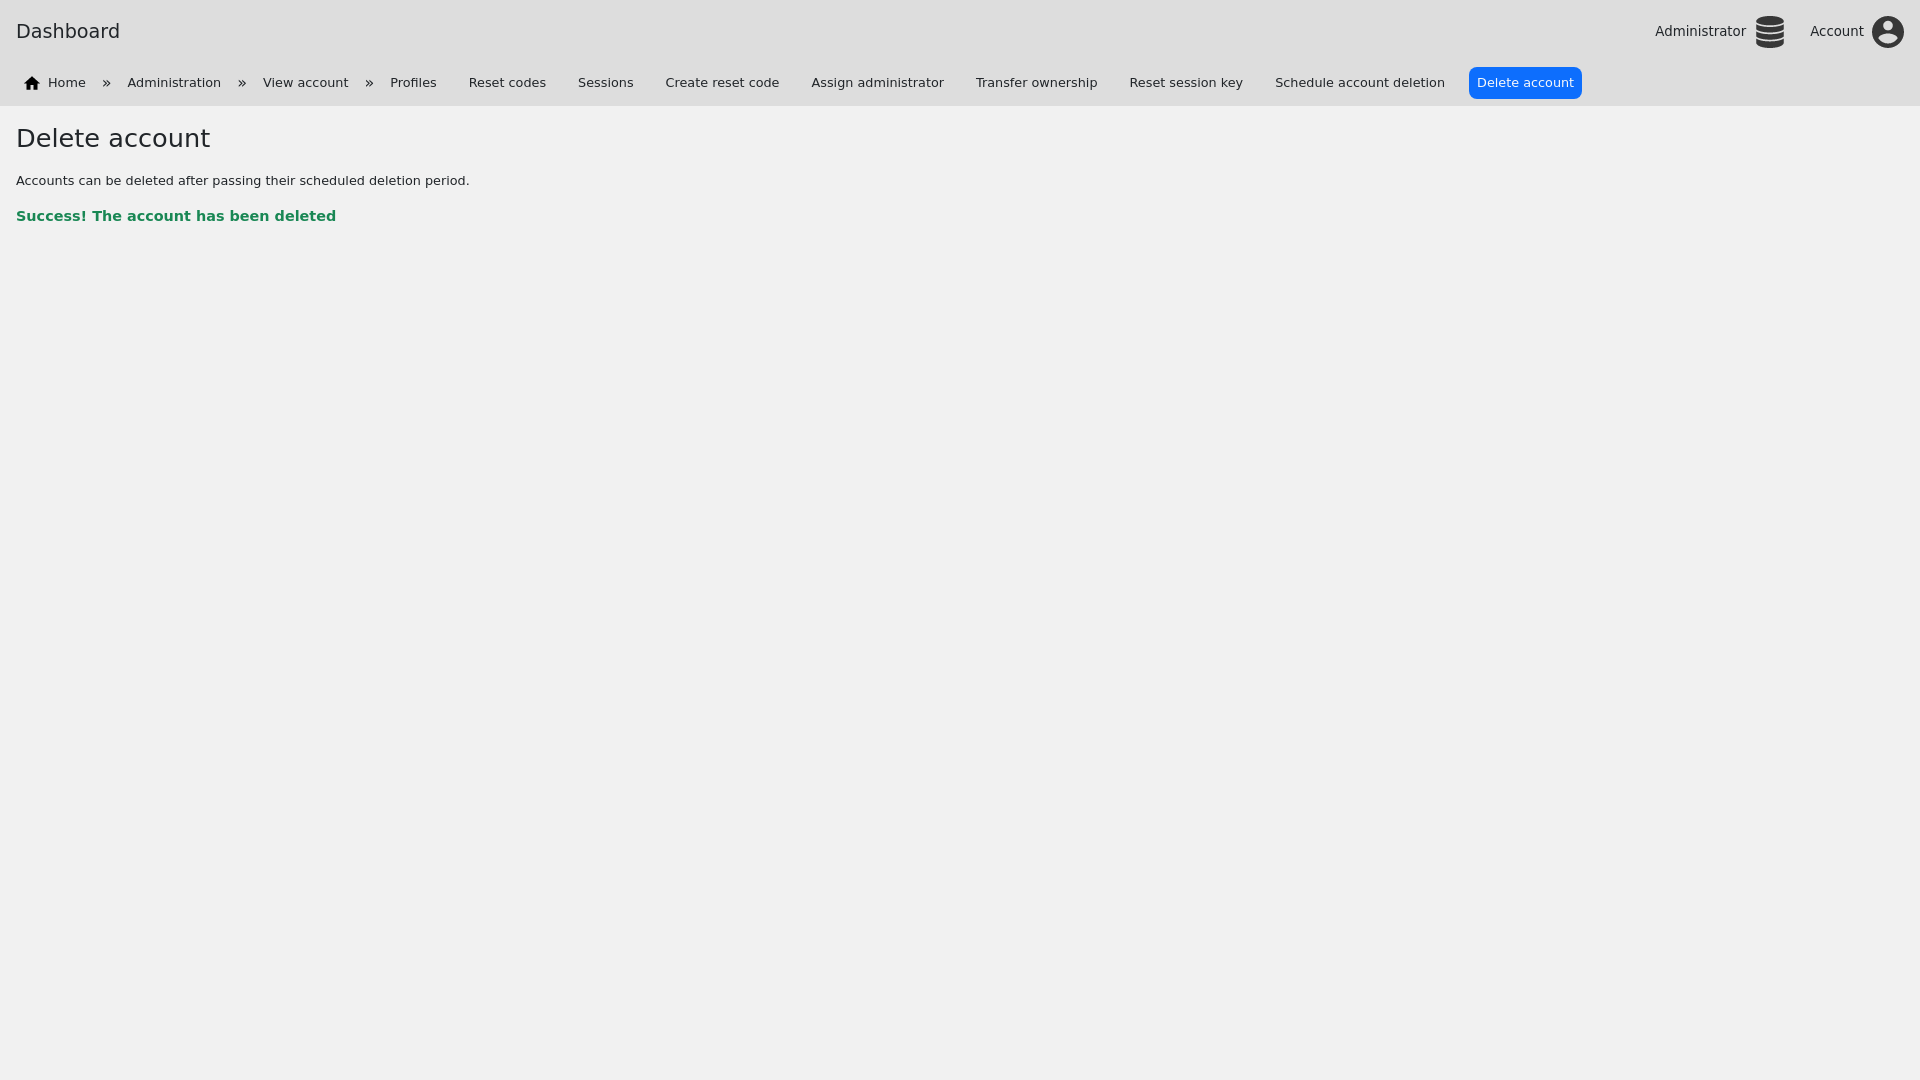 Dashboard
Administrator
Account
Home » Administration » View account » Profiles Reset codes Sessions Create reset code Assign administrator Transfer ownership Reset session key Schedule account deletion Delete account
Delete account
Accounts can be deleted after passing their scheduled deletion period.
Success! The account has been deleted